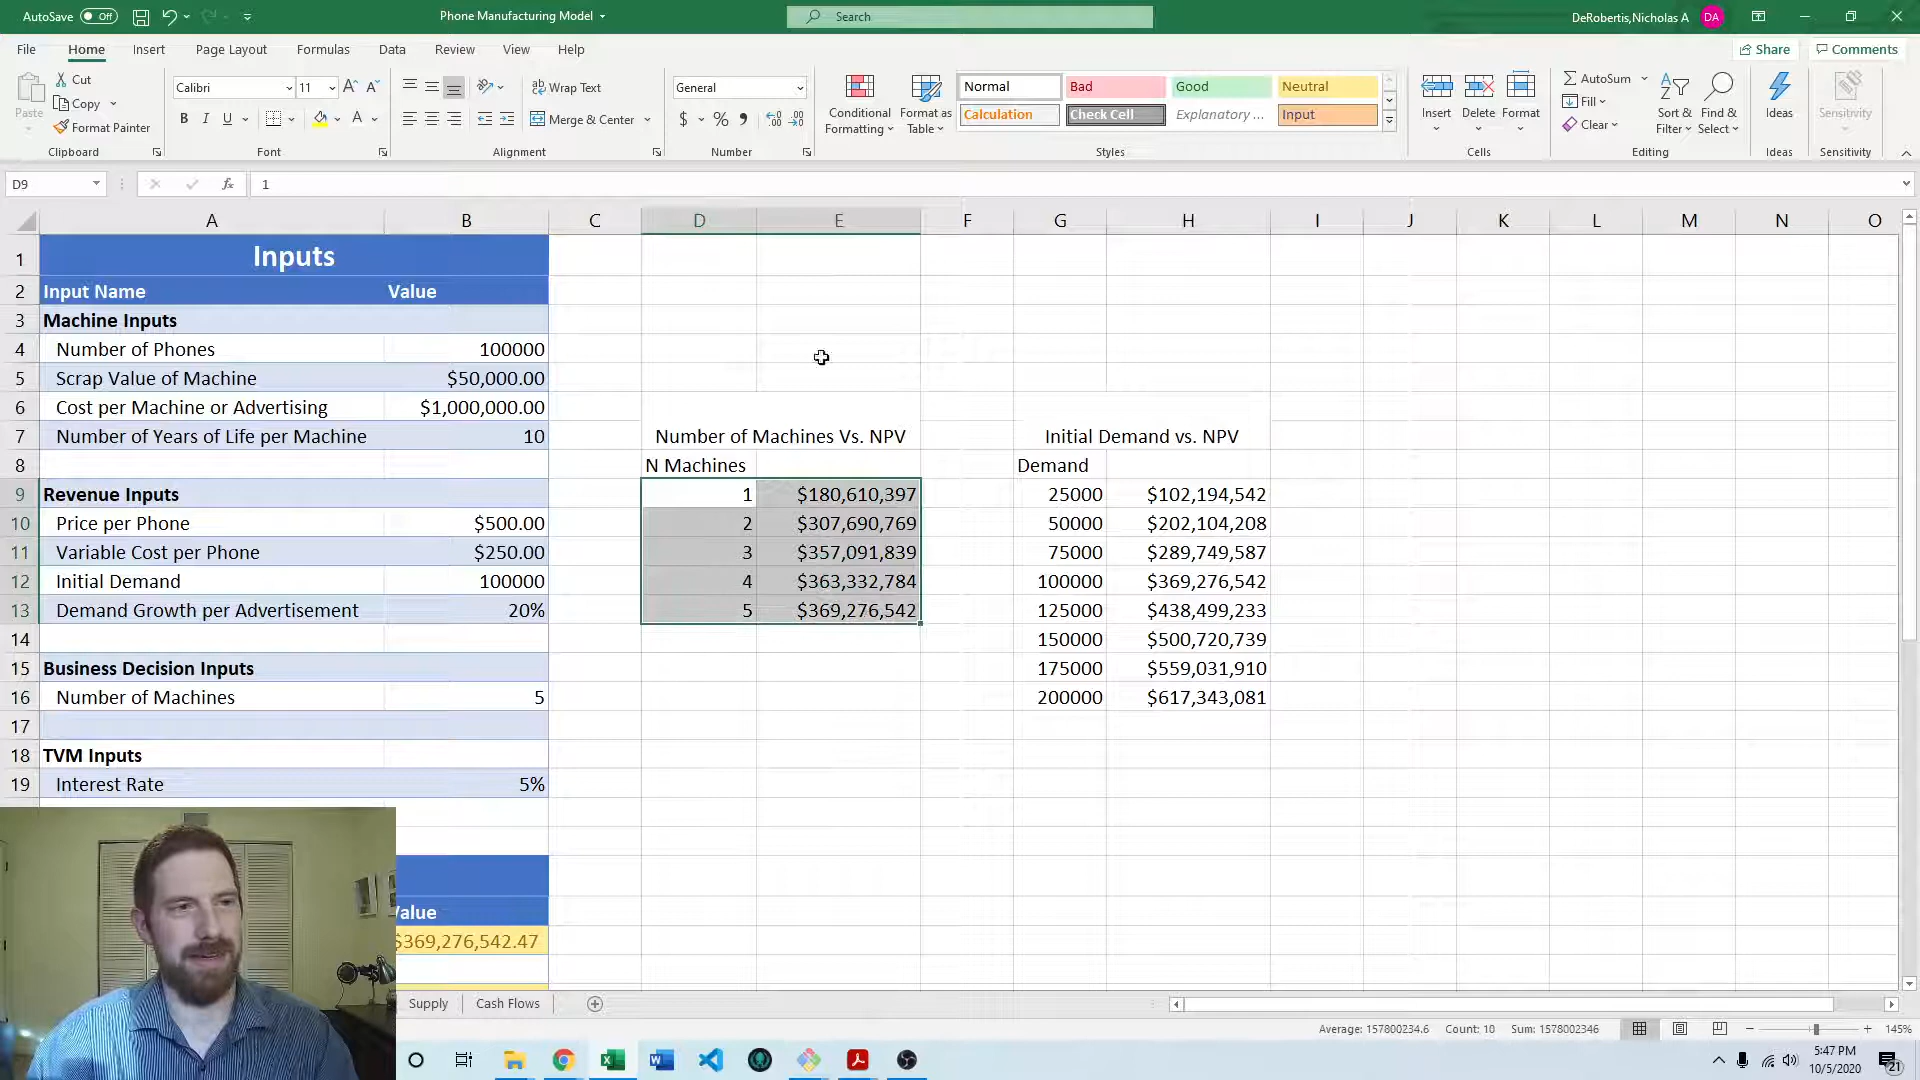 AutoSave Off
Phone Manufacturing Model
Search
DeRobertis,Nicholas A DA
File Home Insert Page Layout Formulas Data Review View Help
Share Comments
Paste
Cut
Copy
Format Painter
Clipboard
Calibri 11
B I U
Font
Wrap Text
Merge & Center
Alignment
General
$ % 9
Number
Conditional Formatting
Format as Table
Normal Bad Good Neutral
Calculation Check Cell Explanatory ... Input
Styles
Insert Delete Format
Cells
AutoSum
Fill
Clear
Sort & Filter
Find & Select
Editing
Ideas
Ideas
Sensitivity
Sensitivity
D9 fx 1
A B C D E F G H I J K L M N O
1 Inputs
2 Input Name Value
3 Machine Inputs
4 Number of Phones 100000
5 Scrap Value of Machine $50,000.00
6 Cost per Machine or Advertising $1,000,000.00
7 Number of Years of Life per Machine 10 Number of Machines Vs. NPV Initial Demand vs. NPV
8 N Machines Demand
9 Revenue Inputs 1 $180,610,397 25000 $102,194,542
10 Price per Phone $500.00 2 $307,690,769 50000 $202,104,208
11 Variable Cost per Phone $250.00 3 $357,091,839 75000 $289,749,587
12 Initial Demand 100000 4 $363,332,784 100000 $369,276,542
13 Demand Growth per Advertisement 20% 5 $369,276,542 125000 $438,499,233
14 150000 $500,720,739
15 Business Decision Inputs 175000 $559,031,910
16 Number of Machines 5 200000 $617,343,081
17
18 TVM Inputs
19 Interest Rate 5%
Value
$369,276,542.47
Supply Cash Flows
Average: 157800234.6 Count: 10 Sum: 1578002346 145%
5:47 PM
10/5/2020
21